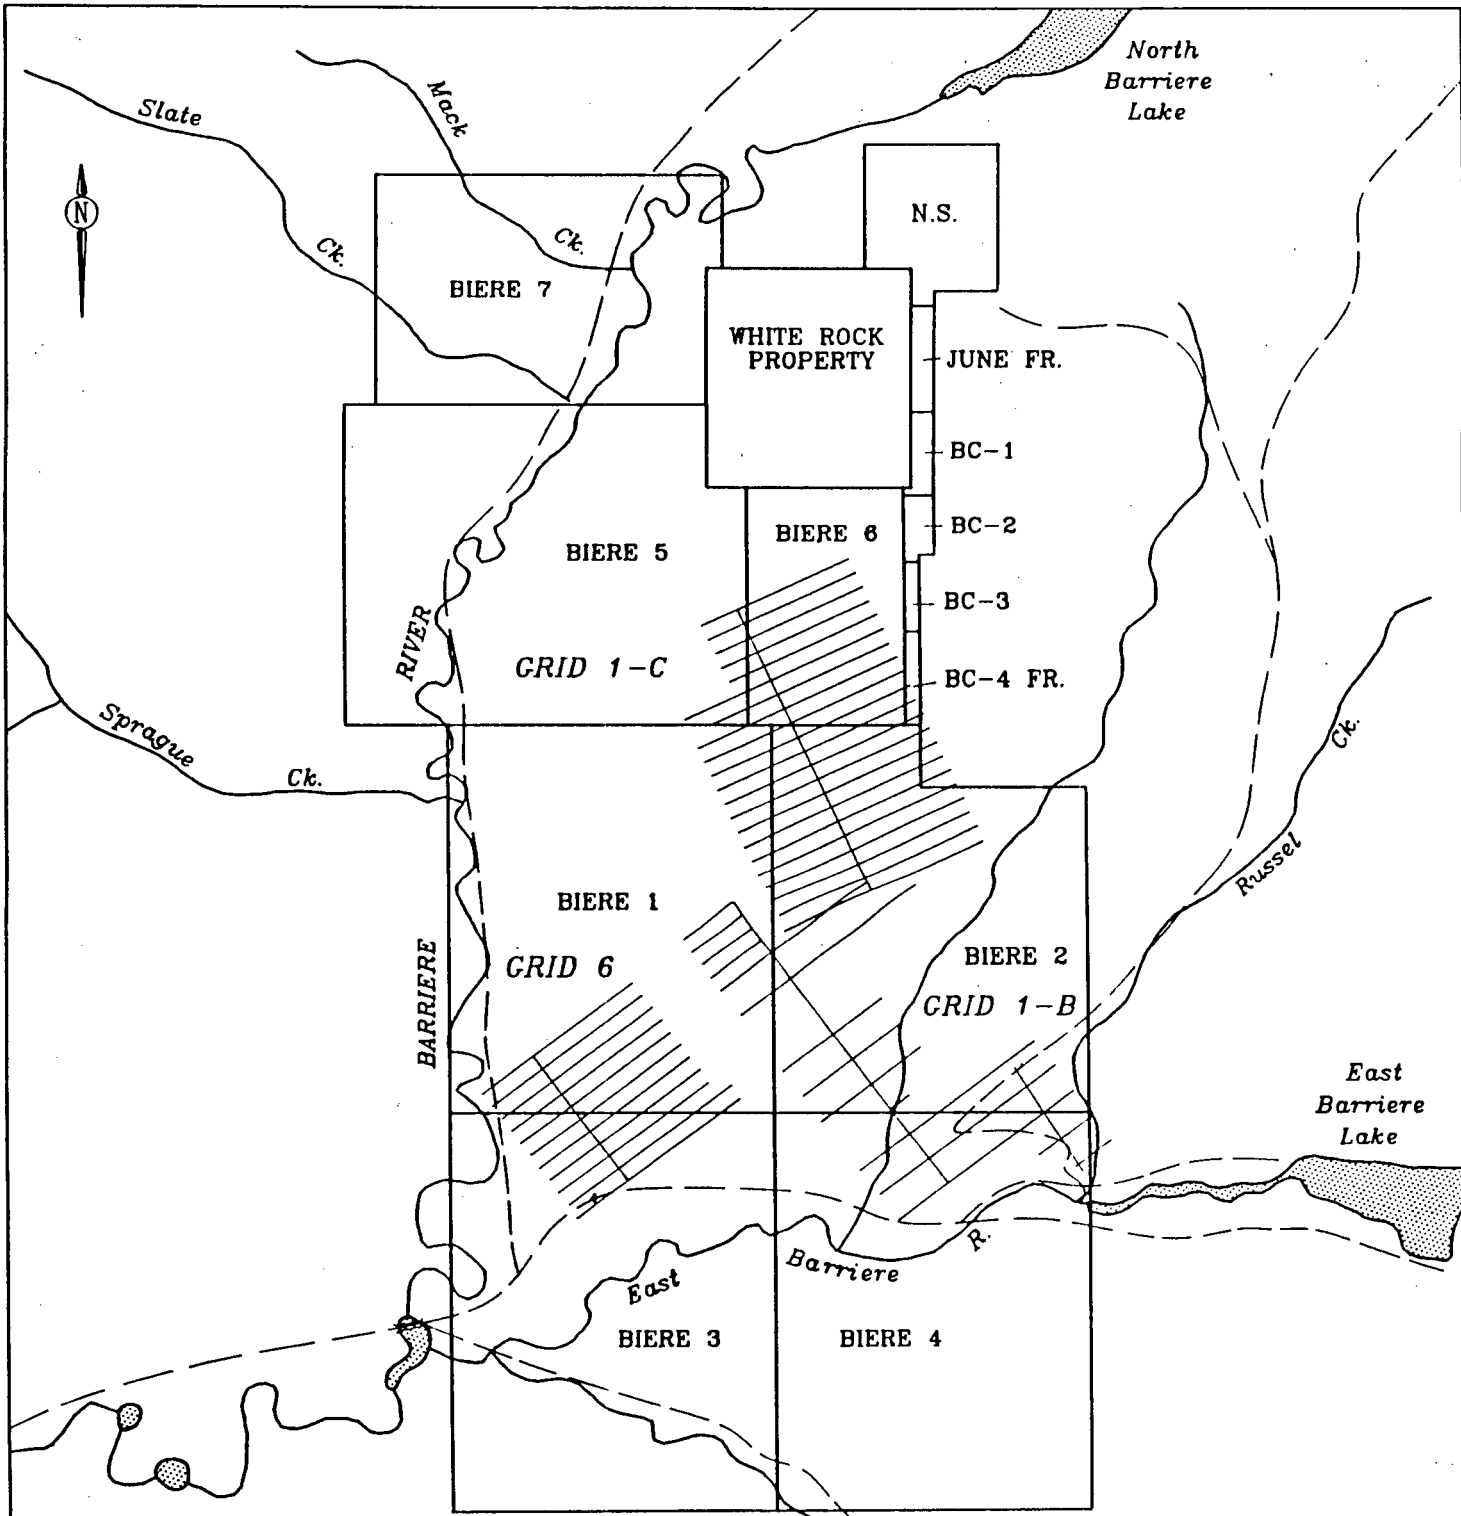 North
Barriere
Lake
Slate
Mack
Ck.
Ck.
N
N.S.
BIERE 7
WHITE ROCK
PROPERTY
JUNE FR.
BC-1
BC-2
BIERE 6
BIERE 5
BC-3
RIVER
GRID 1-C
BC-4 FR.
Sprague
Ck.
Ck.
Russel
BIERE 1
GRID 6
BARRIERE
BIERE 2
GRID 1-B
East
Barriere
Lake
East
Barriere
R.
BIERE 3
BIERE 4